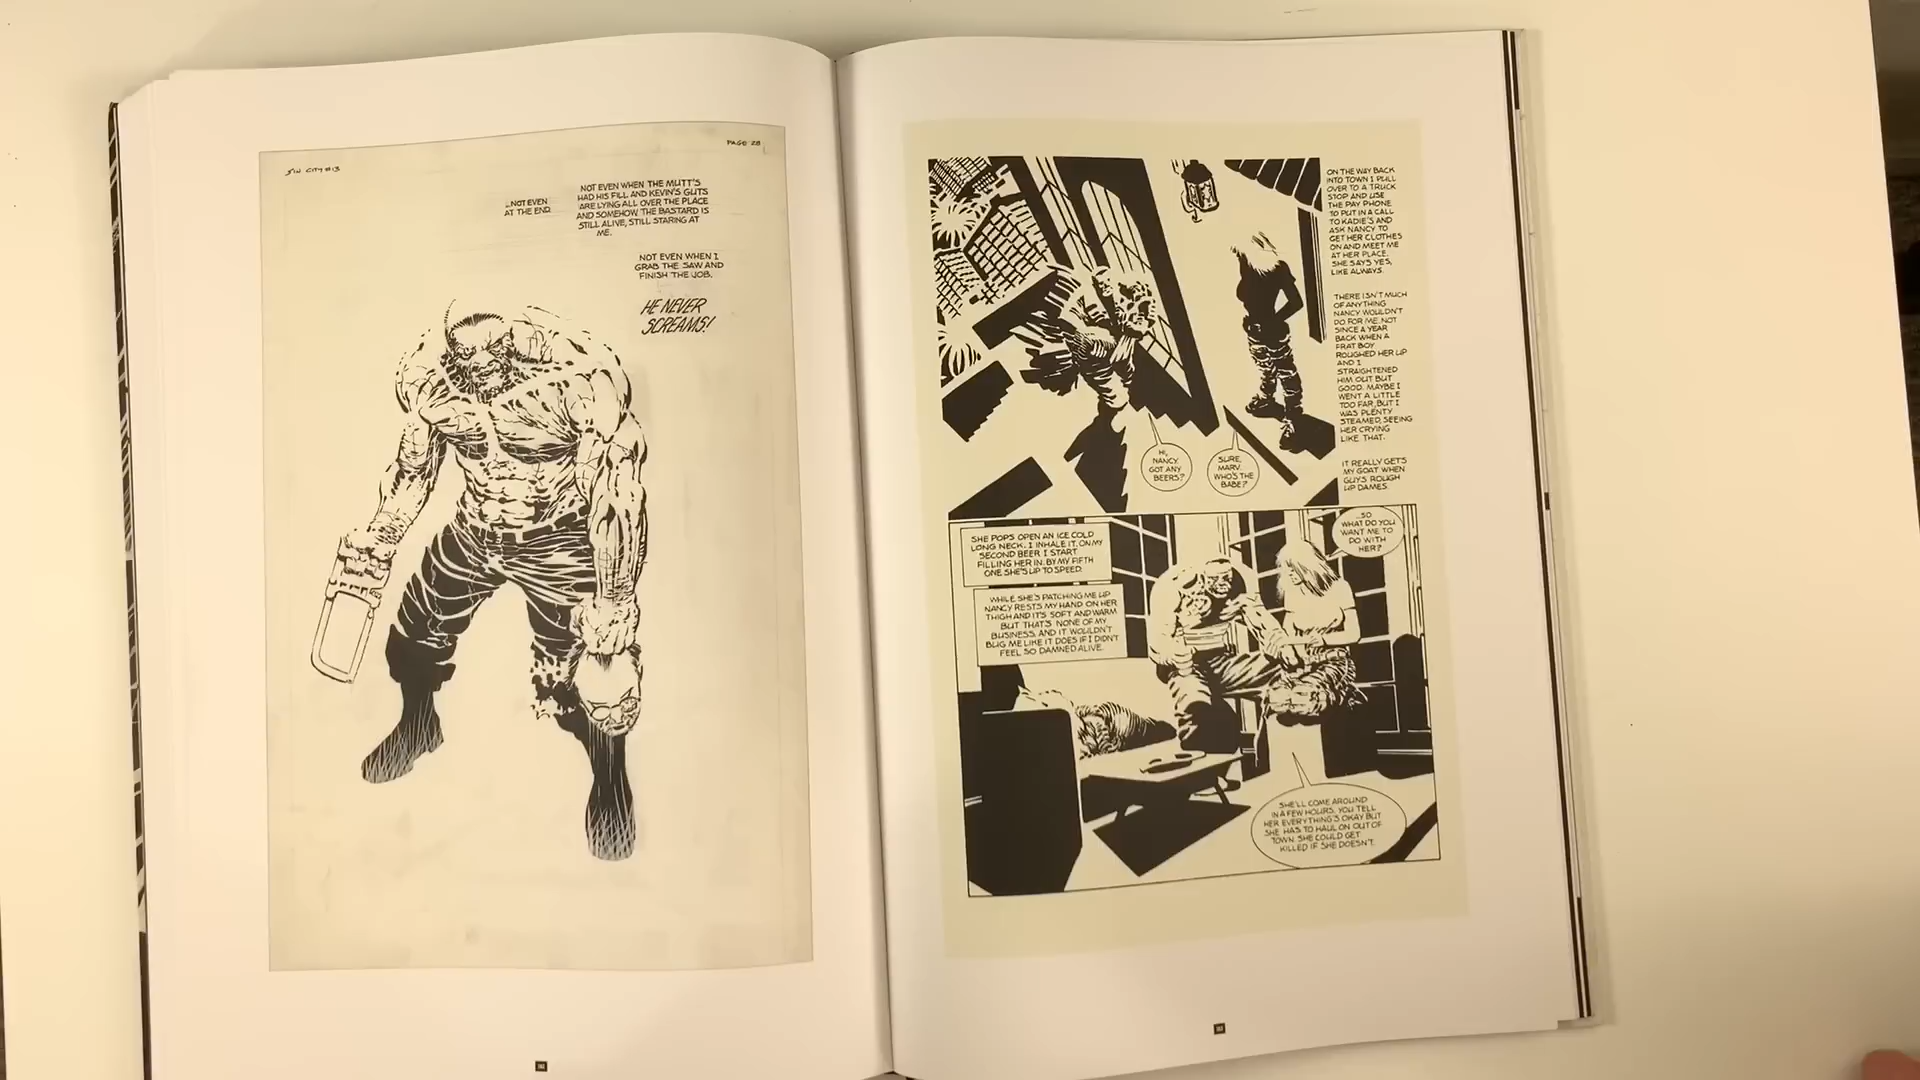 SIN CITY #13
PAGE 28
...NOT EVEN
AT THE END.
NOT EVEN WHEN THE MUTT'S
HAD HIS FILL AND KEVIN'S GUTS
ARE LYING ALL OVER THE PLACE
AND SOMEHOW THE BASTARD IS
STILL ALIVE, STILL STARING AT
ME.
NOT EVEN WHEN I
GRAB THE SAW AND
FINISH THE JOB.
HE NEVER
SCREAMS!
ON THE WAY BACK
INTO TOWN I PULL
OVER TO A TRUCK
STOP AND USE
THE PAY PHONE
TO PUT IN A CALL
TO KADIE'S AND
ASK NANCY TO
GET HER CLOTHES
ON AND MEET ME
AT HER PLACE.
SHE SAYS YES,
LIKE ALWAYS.
THERE ISN'T MUCH
OF ANYTHING
NANCY WOULDN'T
DO FOR ME. NOT
SINCE A YEAR
BACK WHEN A
FRAT BOY
ROUGHED HER UP
AND I
STRAIGHTENED
HIM OUT BUT
GOOD. MAYBE I
WENT A LITTLE
TOO FAR, BUT I
WAS PLENTY
STEAMED, SEEING
HER CRYING
LIKE THAT.
IT REALLY GETS
MY GOAT WHEN
GUYS ROUGH
UP DAMES.
HI,
NANCY.
GOT ANY
BEERS?
SURE,
MARV.
WHO'S THE
BABE?
SHE POPS OPEN AN ICE COLD
LONG NECK. I INHALE IT. ON MY
SECOND BEER I START
FILLING HER IN. BY MY FIFTH
ONE SHE'S UP TO SPEED.
WHILE SHE'S PATCHING ME UP
NANCY RESTS MY HAND ON HER
THIGH AND IT'S SOFT AND WARM
BUT THAT'S NONE OF MY
BUSINESS. AND IT WOULDN'T
BUG ME LIKE IT DOES IF I DIDN'T
FEEL SO DAMNED ALIVE.
...SO
WHAT DO YOU
WANT ME TO
DO WITH
HER?
SHE'LL COME AROUND
IN A FEW HOURS. YOU TELL
HER EVERYTHING'S OKAY BUT
SHE HAS TO HAUL ON OUT OF
TOWN. SHE COULD GET
KILLED IF SHE DOESN'T.